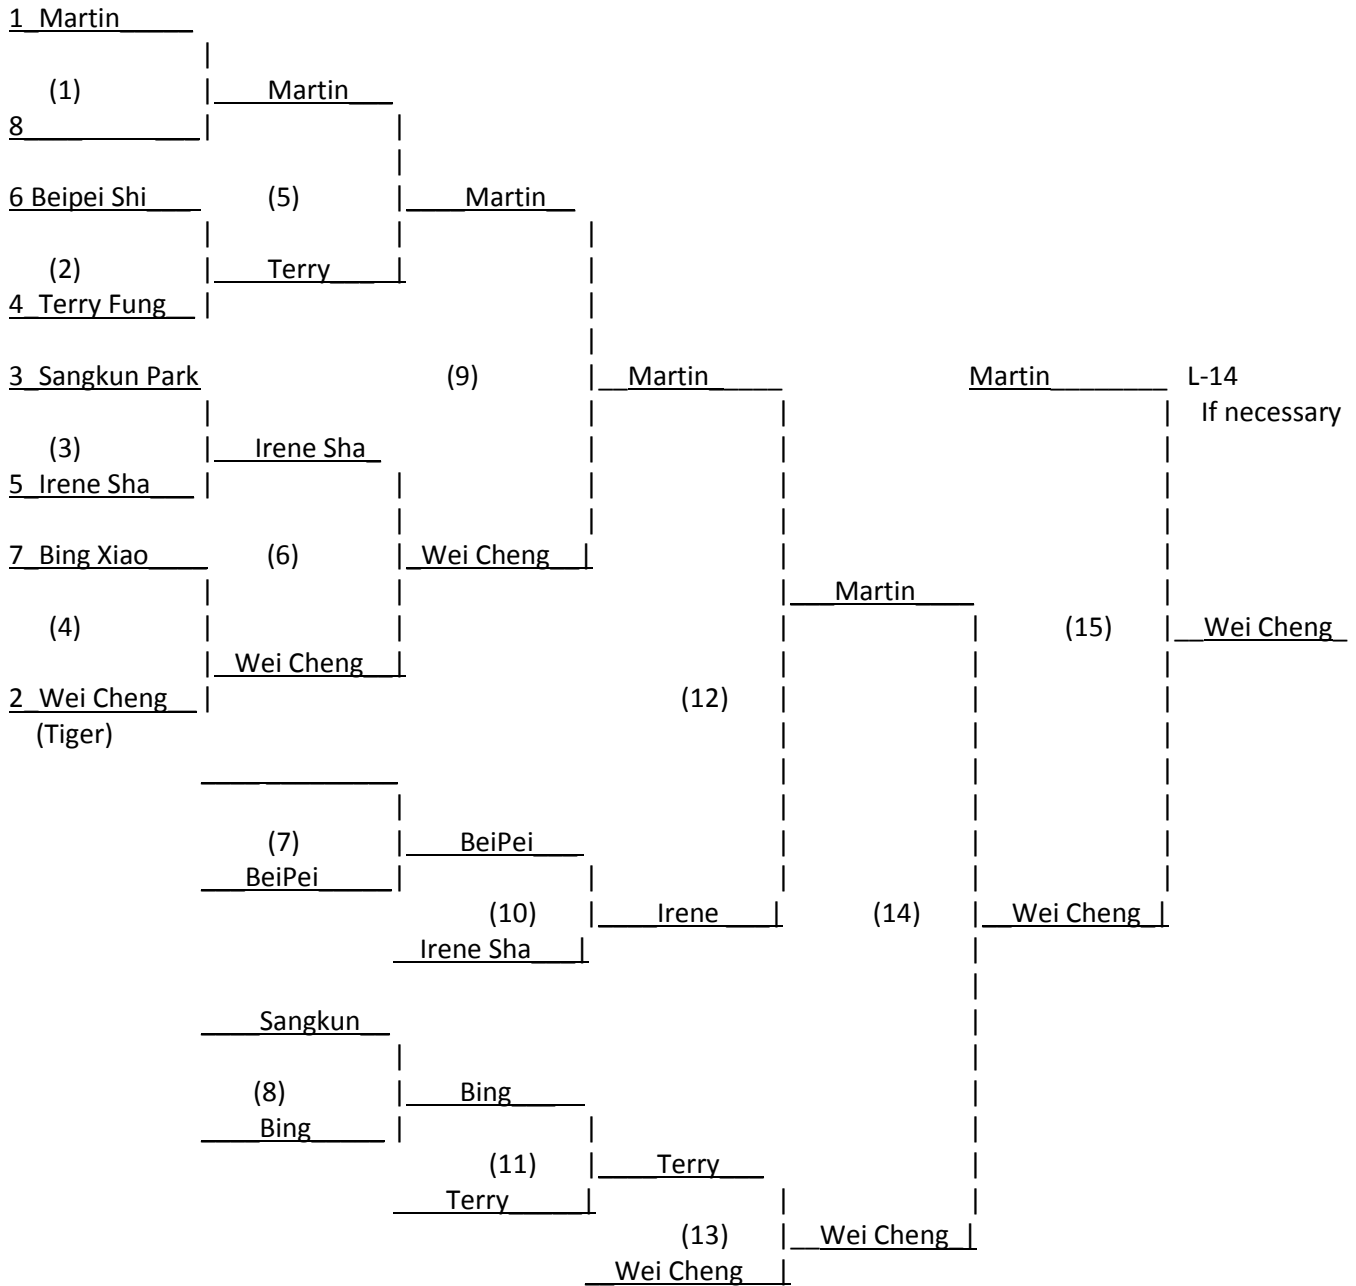 1_Martin
(1) Martin
8
6 Beipei Shi (5) Martin
(2) Terry
4_Terry Fung
3_Sangkun Park (9) Martin Martin L-14
If necessary
(3) Irene Sha
5_Irene Sha
7_Bing Xiao (6) Wei Cheng
Martin
(4) (15) Wei Cheng
Wei Cheng
2_Wei Cheng (12)
(Tiger)
(7) BeiPei
BeiPei
(10) Irene (14) Wei Cheng
Irene Sha
Sangkun
(8) Bing
Bing
(11) Terry
Terry
(13) Wei Cheng
Wei Cheng